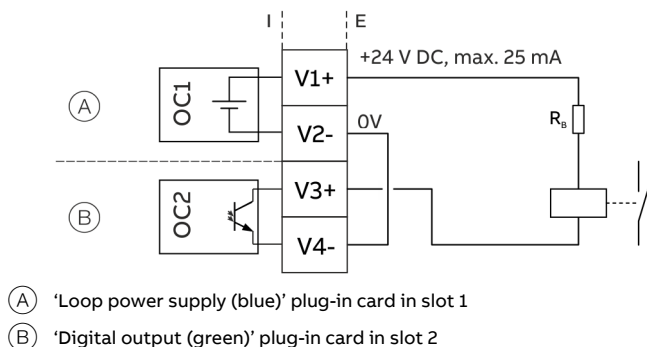 I E
+24 V DC, max. 25 mA
OC1
V1+
A
R_B
V2-
0V
OC2
V3+
B
V4-
A 'Loop power supply (blue)' plug-in card in slot 1
B 'Digital output (green)' plug-in card in slot 2